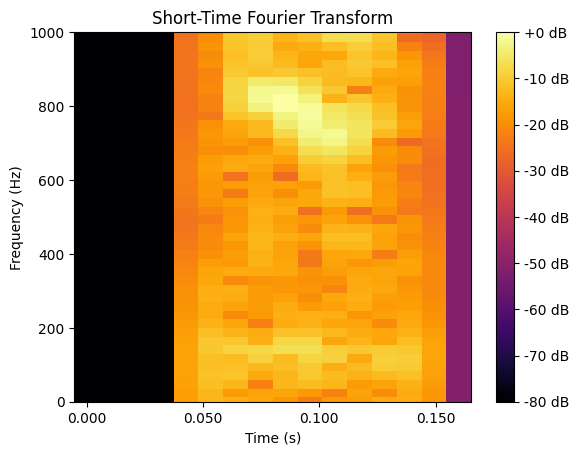 Short-Time Fourier Transform
1000
800
600
400
200
0
Frequency (Hz)
0.000
0.050
0.100
0.150
Time (s)
+0 dB
-10 dB
-20 dB
-30 dB
-40 dB
-50 dB
-60 dB
-70 dB
-80 dB